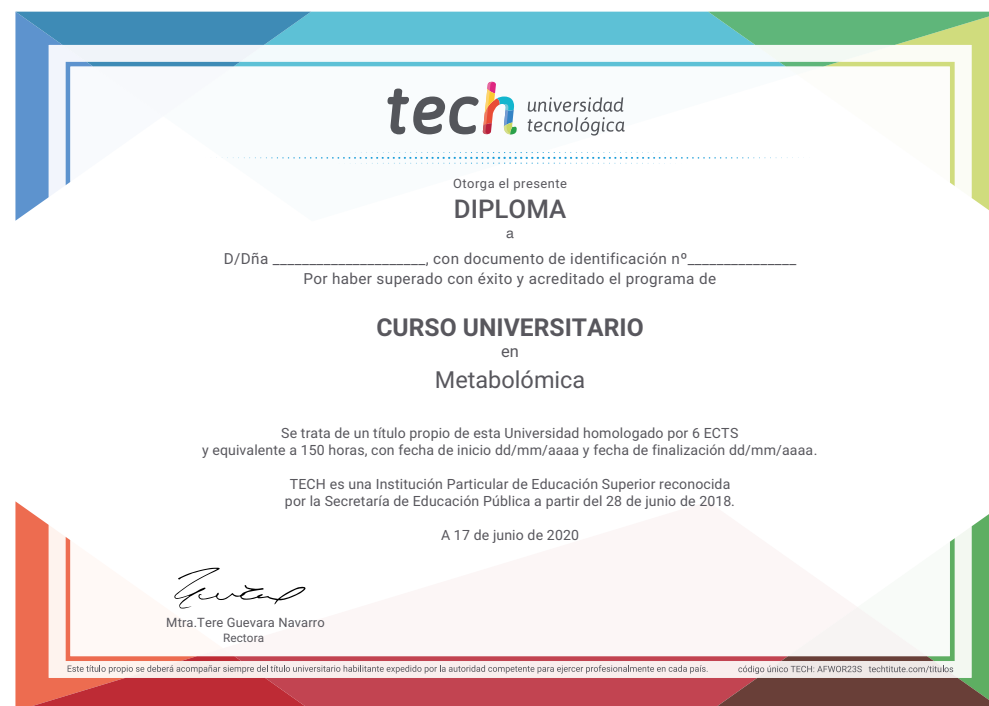 tech universidad
tecnológica
Otorga el presente
DIPLOMA
a
D/Dña _____________________, con documento de identificación nº_______________
Por haber superado con éxito y acreditado el programa de
CURSO UNIVERSITARIO
en
Metabolómica
Se trata de un título propio de esta Universidad homologado por 6 ECTS
y equivalente a 150 horas, con fecha de inicio dd/mm/aaaa y fecha de finalización dd/mm/aaaa.
TECH es una Institución Particular de Educación Superior reconocida
por la Secretaría de Educación Pública a partir del 28 de junio de 2018.
A 17 de junio de 2020
Mtra.Tere Guevara Navarro
Rectora
Este título propio se deberá acompañar siempre del título universitario habilitante expedido por la autoridad competente para ejercer profesionalmente en cada país. código único TECH: AFWOR23S techtitute.com/titulos